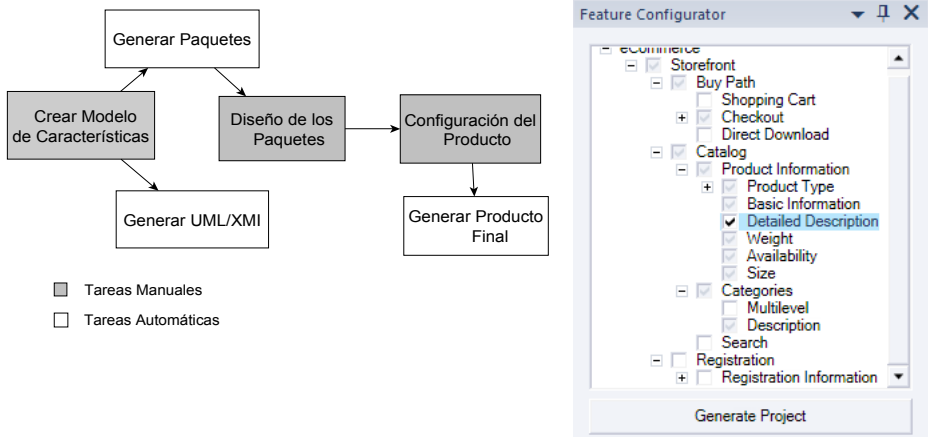 Generar Paquetes
Crear Modelo
de Características
Diseño de los
Paquetes
Configuración del
Producto
Generar UML/XMI
Generar Producto
Final
Tareas Manuales
Tareas Automáticas
Feature Configurator
eCommerce
Storefront
Buy Path
Shopping Cart
Checkout
Direct Download
Catalog
Product Information
Product Type
Basic Information
Detailed Description
Weight
Availability
Size
Categories
Multilevel
Description
Search
Registration
Registration Information
Generate Project